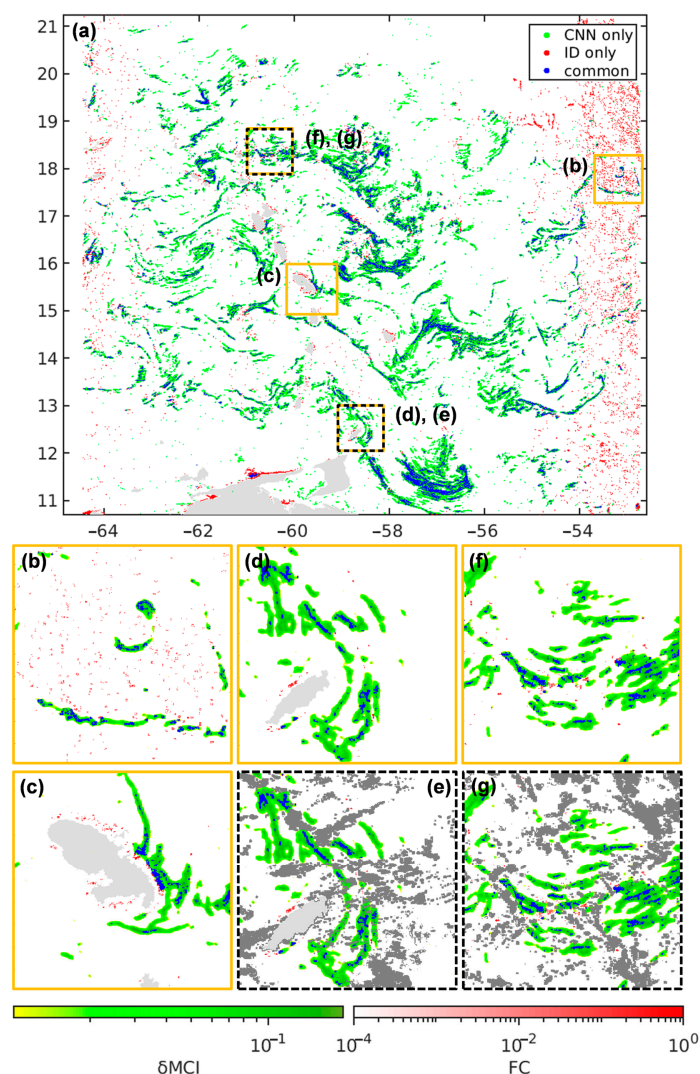 (a)
CNN only
ID only
common
21
20
19
18
17
16
15
14
13
12
11
(f), (g)
(b)
(c)
(d), (e)
−64 −62 −60 −58 −56 −54
(b) (d) (f)
(c) (e) (g)
10⁻¹ 10⁻⁴ 10⁻² 10⁰
δMCI FC